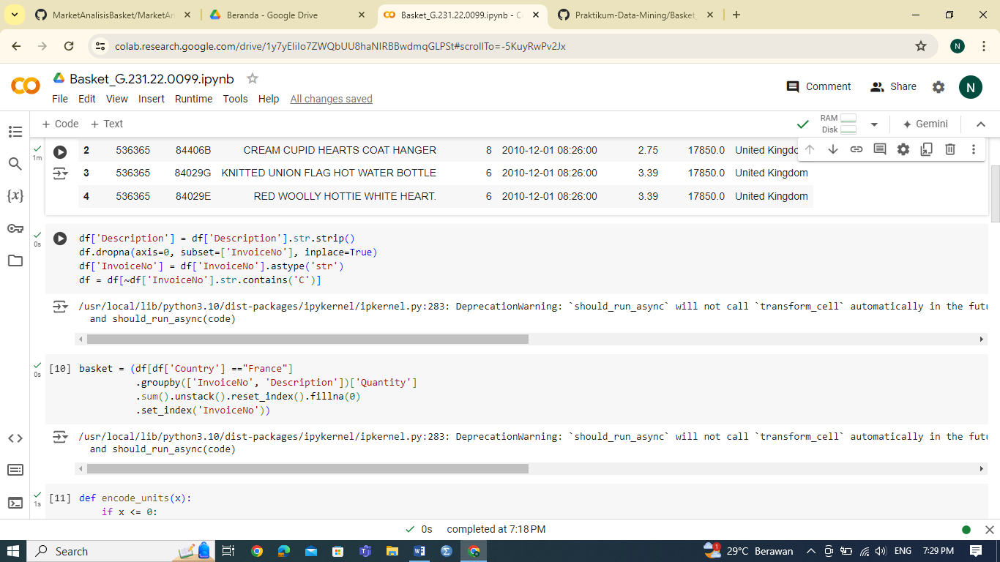 MarketAnalisisBasket/MarketAn
Beranda - Google Drive
Basket_G.231.22.0099.ipynb - Co
Praktikum-Data-Mining/Basket_
colab.research.google.com/drive/1y7yEliIo7ZWQbUU8haNIRBBwdmqGLPSt#scrollTo=-5KuyRwPv2Jx
N
CO
Basket_G.231.22.0099.ipynb
File Edit View Insert Runtime Tools Help All changes saved
Comment
Share
N
+ Code + Text
RAM
Disk
Gemini
1m
2 536365 84406B CREAM CUPID HEARTS COAT HANGER 8 2010-12-01 08:26:00 2.75 17850.0 United Kingdo
3 536365 84029G KNITTED UNION FLAG HOT WATER BOTTLE 6 2010-12-01 08:26:00 3.39 17850.0 United Kingdom
4 536365 84029E RED WOOLLY HOTTIE WHITE HEART. 6 2010-12-01 08:26:00 3.39 17850.0 United Kingdom
0s
df['Description'] = df['Description'].str.strip()
df.dropna(axis=0, subset=['InvoiceNo'], inplace=True)
df['InvoiceNo'] = df['InvoiceNo'].astype('str')
df = df[~df['InvoiceNo'].str.contains('C')]
/usr/local/lib/python3.10/dist-packages/ipykernel/ipkernel.py:283: DeprecationWarning: `should_run_async` will not call `transform_cell` automatically in the futu
and should_run_async(code)
0s
[10] basket = (df[df['Country'] =="France"]
.groupby(['InvoiceNo', 'Description'])['Quantity']
.sum().unstack().reset_index().fillna(0)
.set_index('InvoiceNo'))
/usr/local/lib/python3.10/dist-packages/ipykernel/ipkernel.py:283: DeprecationWarning: `should_run_async` will not call `transform_cell` automatically in the futu
and should_run_async(code)
1s
[11] def encode_units(x):
if x <= 0:
0s completed at 7:18 PM
Search
1
29°C Berawan
ENG
7:29 PM